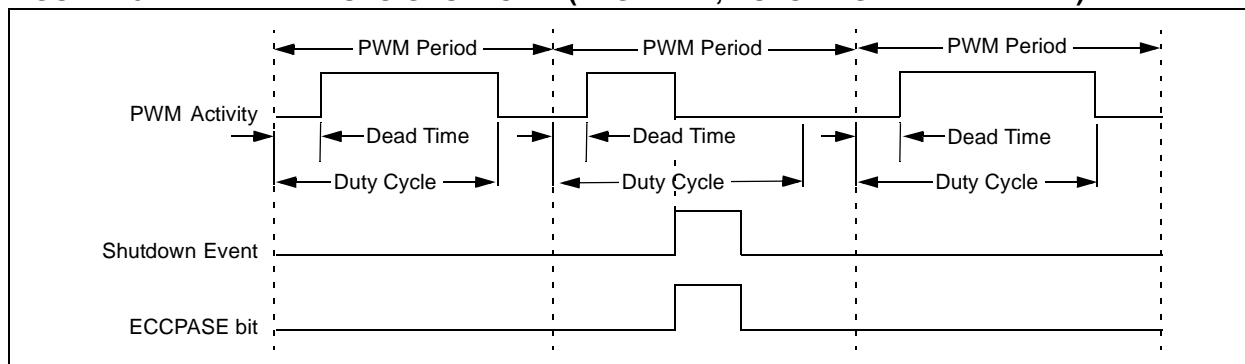 PWM Period PWM Period PWM Period
PWM Activity
Dead Time Dead Time Dead Time
Duty Cycle Duty Cycle Duty Cycle
Shutdown Event
ECCPASE bit